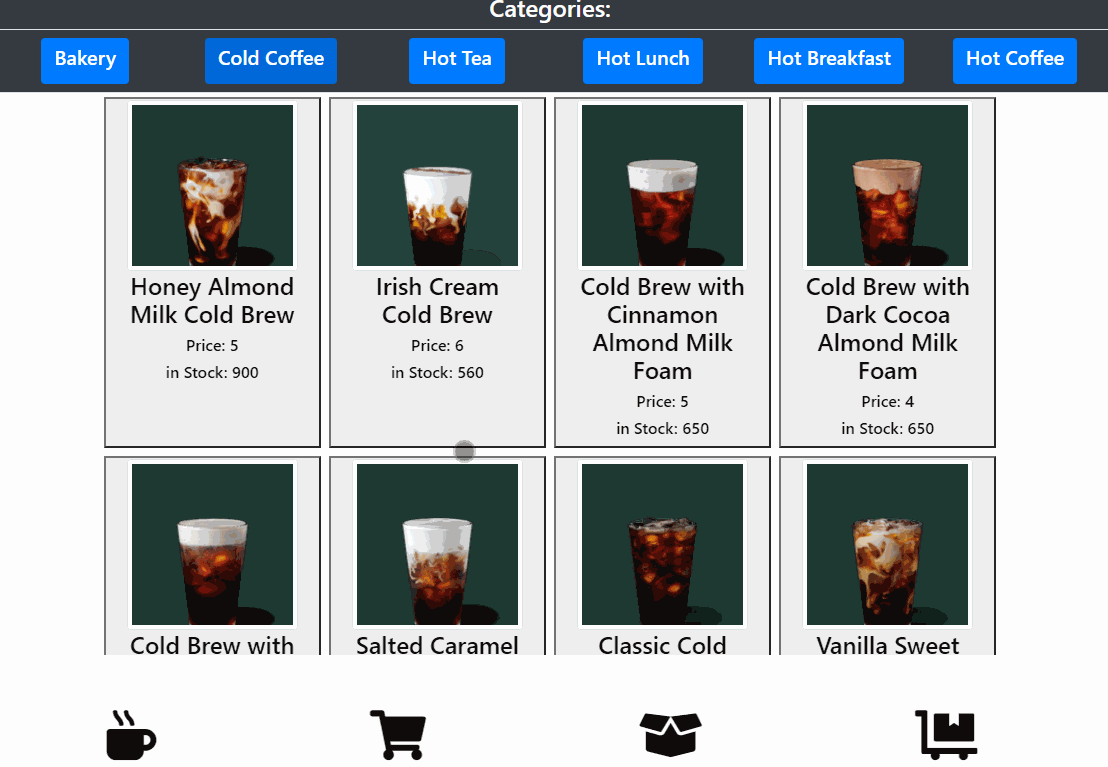 Categories:
Bakery
Cold Coffee
Hot Tea
Hot Lunch
Hot Breakfast
Hot Coffee
Honey Almond
Milk Cold Brew
Price: 5
in Stock: 900
Irish Cream
Cold Brew
Price: 6
in Stock: 560
Cold Brew with
Cinnamon
Almond Milk
Foam
Price: 5
in Stock: 650
Cold Brew with
Dark Cocoa
Almond Milk
Foam
Price: 4
in Stock: 650
Cold Brew with
Salted Caramel
Classic Cold
Vanilla Sweet